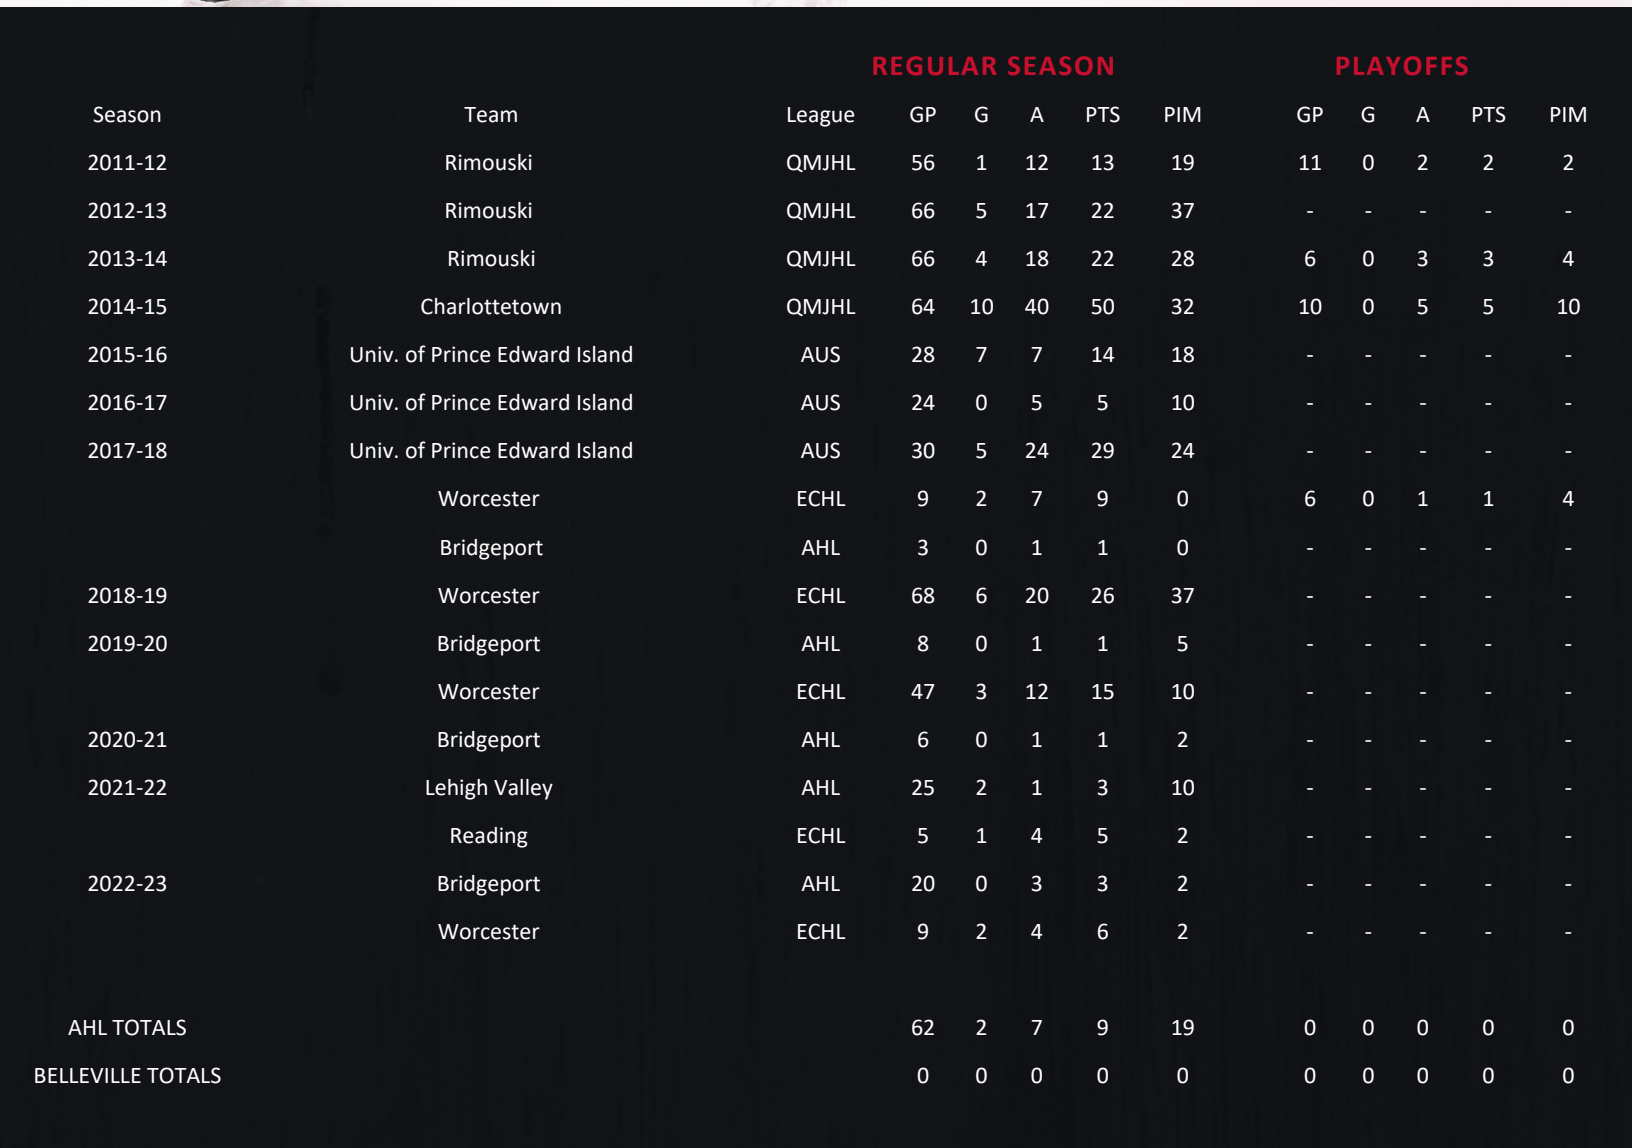 REGULAR SEASON PLAYOFFS
Season Team League GP G A PTS PIM GP G A PTS PIM
2011-12 Rimouski QMJHL 56 1 12 13 19 11 0 2 2 2
2012-13 Rimouski QMJHL 66 5 17 22 37 - - - - -
2013-14 Rimouski QMJHL 66 4 18 22 28 6 0 3 3 4
2014-15 Charlottetown QMJHL 64 10 40 50 32 10 0 5 5 10
2015-16 Univ. of Prince Edward Island AUS 28 7 7 14 18 - - - - -
2016-17 Univ. of Prince Edward Island AUS 24 0 5 5 10 - - - - -
2017-18 Univ. of Prince Edward Island AUS 30 5 24 29 24 - - - - -
Worcester ECHL 9 2 7 9 0 6 0 1 1 4
Bridgeport AHL 3 0 1 1 0 - - - - -
2018-19 Worcester ECHL 68 6 20 26 37 - - - - -
2019-20 Bridgeport AHL 8 0 1 1 5 - - - - -
Worcester ECHL 47 3 12 15 10 - - - - -
2020-21 Bridgeport AHL 6 0 1 1 2 - - - - -
2021-22 Lehigh Valley AHL 25 2 1 3 10 - - - - -
Reading ECHL 5 1 4 5 2 - - - - -
2022-23 Bridgeport AHL 20 0 3 3 2 - - - - -
Worcester ECHL 9 2 4 6 2 - - - - -
AHL TOTALS 62 2 7 9 19 0 0 0 0 0
BELLEVILLE TOTALS 0 0 0 0 0 0 0 0 0 0